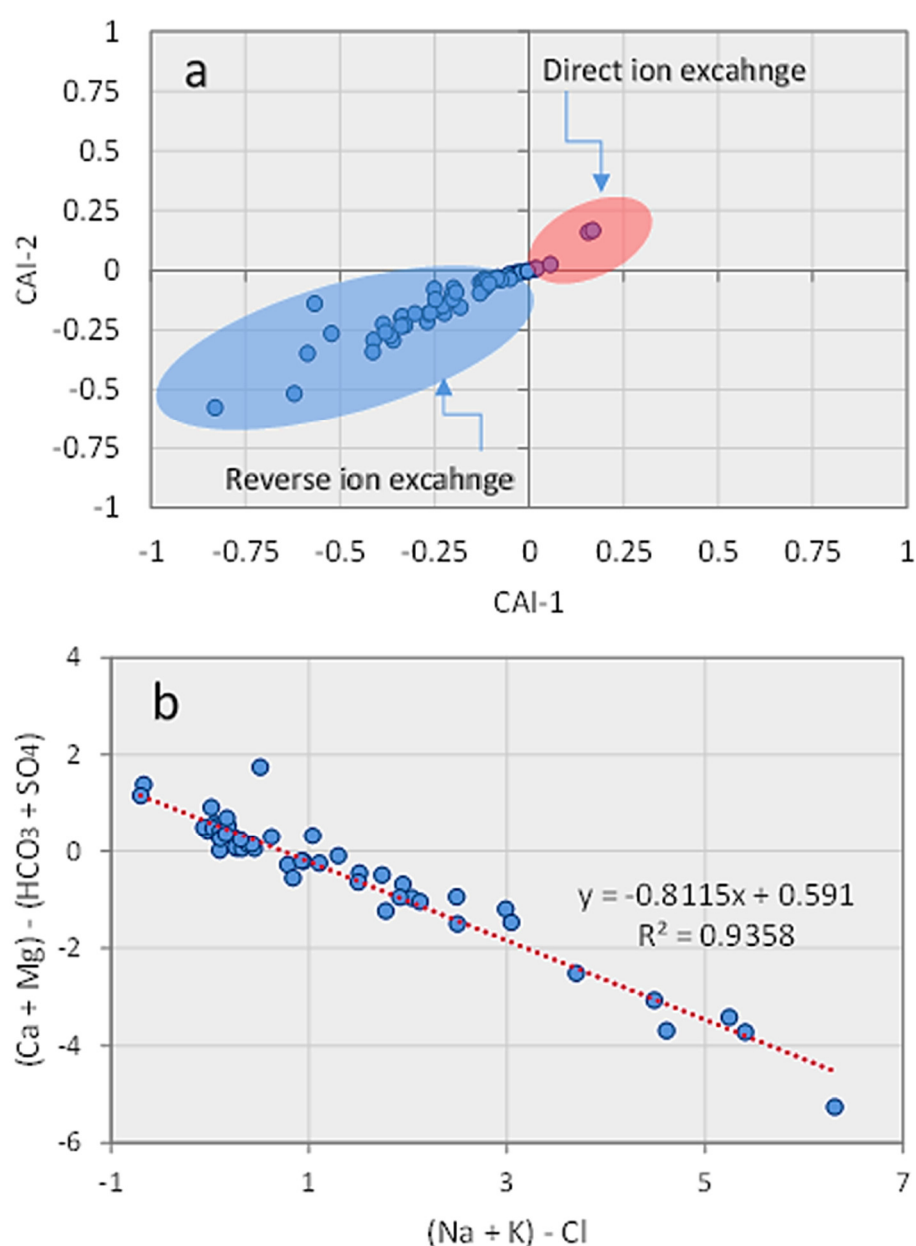 a
Direct ion excahnge
Reverse ion excahnge
1
0.75
0.5
0.25
0
-0.25
-0.5
-0.75
-1
CAI-2
-1 -0.75 -0.5 -0.25 0 0.25 0.5 0.75 1
CAI-1
b
4
2
0
-2
-4
-6
(Ca + Mg) - (HCO3 + SO4)
y = -0.8115x + 0.591
R² = 0.9358
-1 1 3 5 7
(Na + K) - Cl